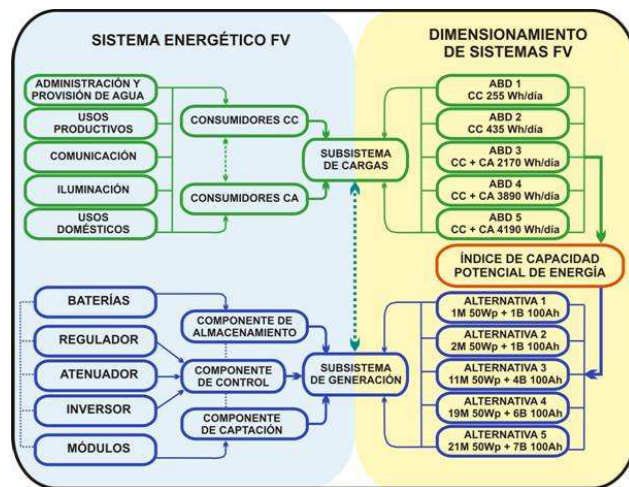 SISTEMA ENERGÉTICO FV
DIMENSIONAMIENTO
DE SISTEMAS FV
ADMINISTRACIÓN Y
PROVISIÓN DE AGUA
USOS
PRODUCTIVOS
COMUNICACIÓN
ILUMINACIÓN
USOS
DOMÉSTICOS
CONSUMIDORES CC
CONSUMIDORES CA
SUBSISTEMA
DE CARGAS
ABD 1
CC 255 Wh/día
ABD 2
CC 435 Wh/día
ABD 3
CC + CA 2170 Wh/día
ABD 4
CC + CA 3890 Wh/día
ABD 5
CC + CA 4190 Wh/día
ÍNDICE DE CAPACIDAD
POTENCIAL DE ENERGÍA
BATERÍAS
REGULADOR
ATENUADOR
INVERSOR
MÓDULOS
COMPONENTE DE
ALMACENAMIENTO
COMPONENTE
DE CONTROL
COMPONENTE
DE CAPTACIÓN
SUBSISTEMA
DE GENERACIÓN
ALTERNATIVA 1
1M 50Wp + 1B 100Ah
ALTERNATIVA 2
2M 50Wp + 1B 100Ah
ALTERNATIVA 3
11M 50Wp + 4B 100Ah
ALTERNATIVA 4
19M 50Wp + 6B 100Ah
ALTERNATIVA 5
21M 50Wp + 7B 100Ah